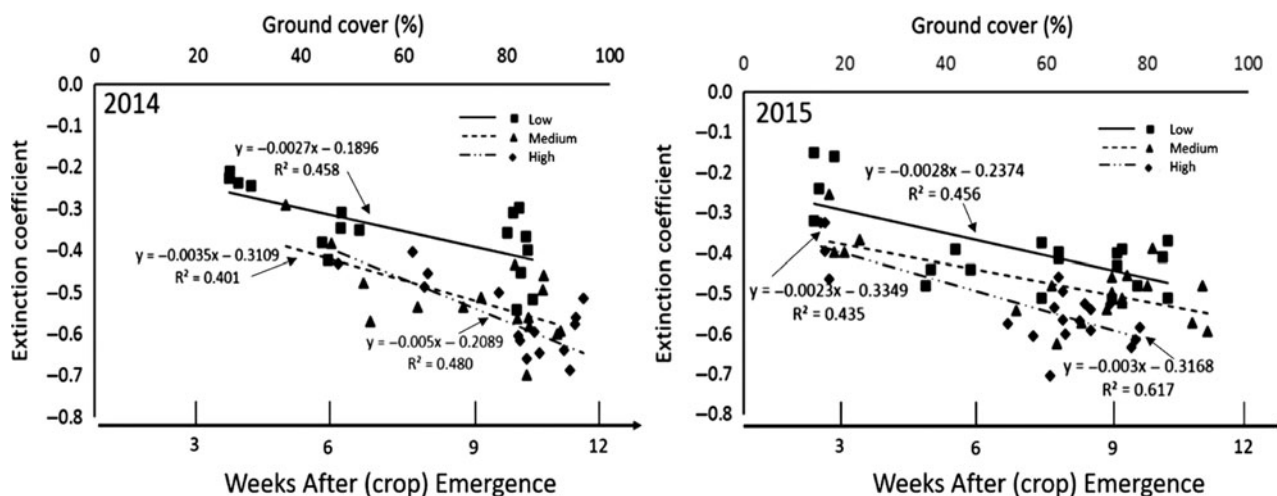 Ground cover (%)
0 20 40 60 80 100
0.0
2014
−0.1
−0.2
−0.3
−0.4
−0.5
−0.6
−0.7
−0.8
Extinction coefficient
Low
Medium
High
y = −0.0027x − 0.1896
R² = 0.458
y = −0.0035x − 0.3109
R² = 0.401
y = −0.005x − 0.2089
R² = 0.480
3 6 9 12
Weeks After (crop) Emergence
Ground cover (%)
0 20 40 60 80 100
0.0
2015
−0.1
−0.2
−0.3
−0.4
−0.5
−0.6
−0.7
−0.8
Extinction coefficient
Low
Medium
High
y = −0.0028x − 0.2374
R² = 0.456
y = −0.0023x − 0.3349
R² = 0.435
y = −0.003x − 0.3168
R² = 0.617
3 6 9 12
Weeks After (crop) Emergence